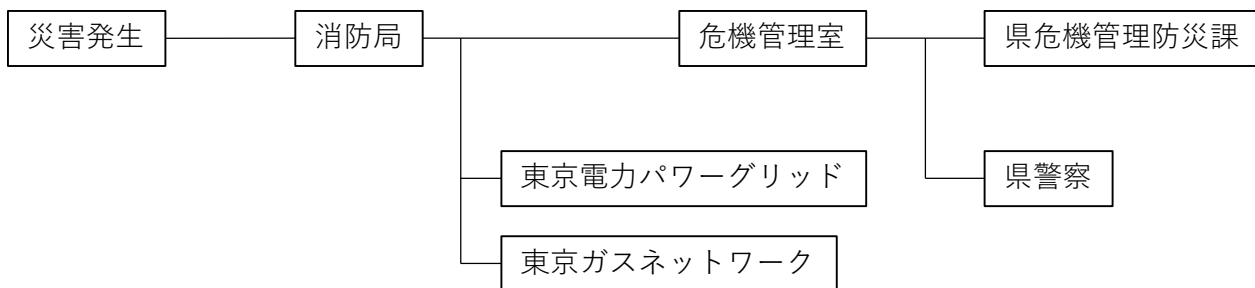 災害発生
消防局
危機管理室
県危機管理防災課
東京電力パワーグリッド
県警察
東京ガスネットワーク